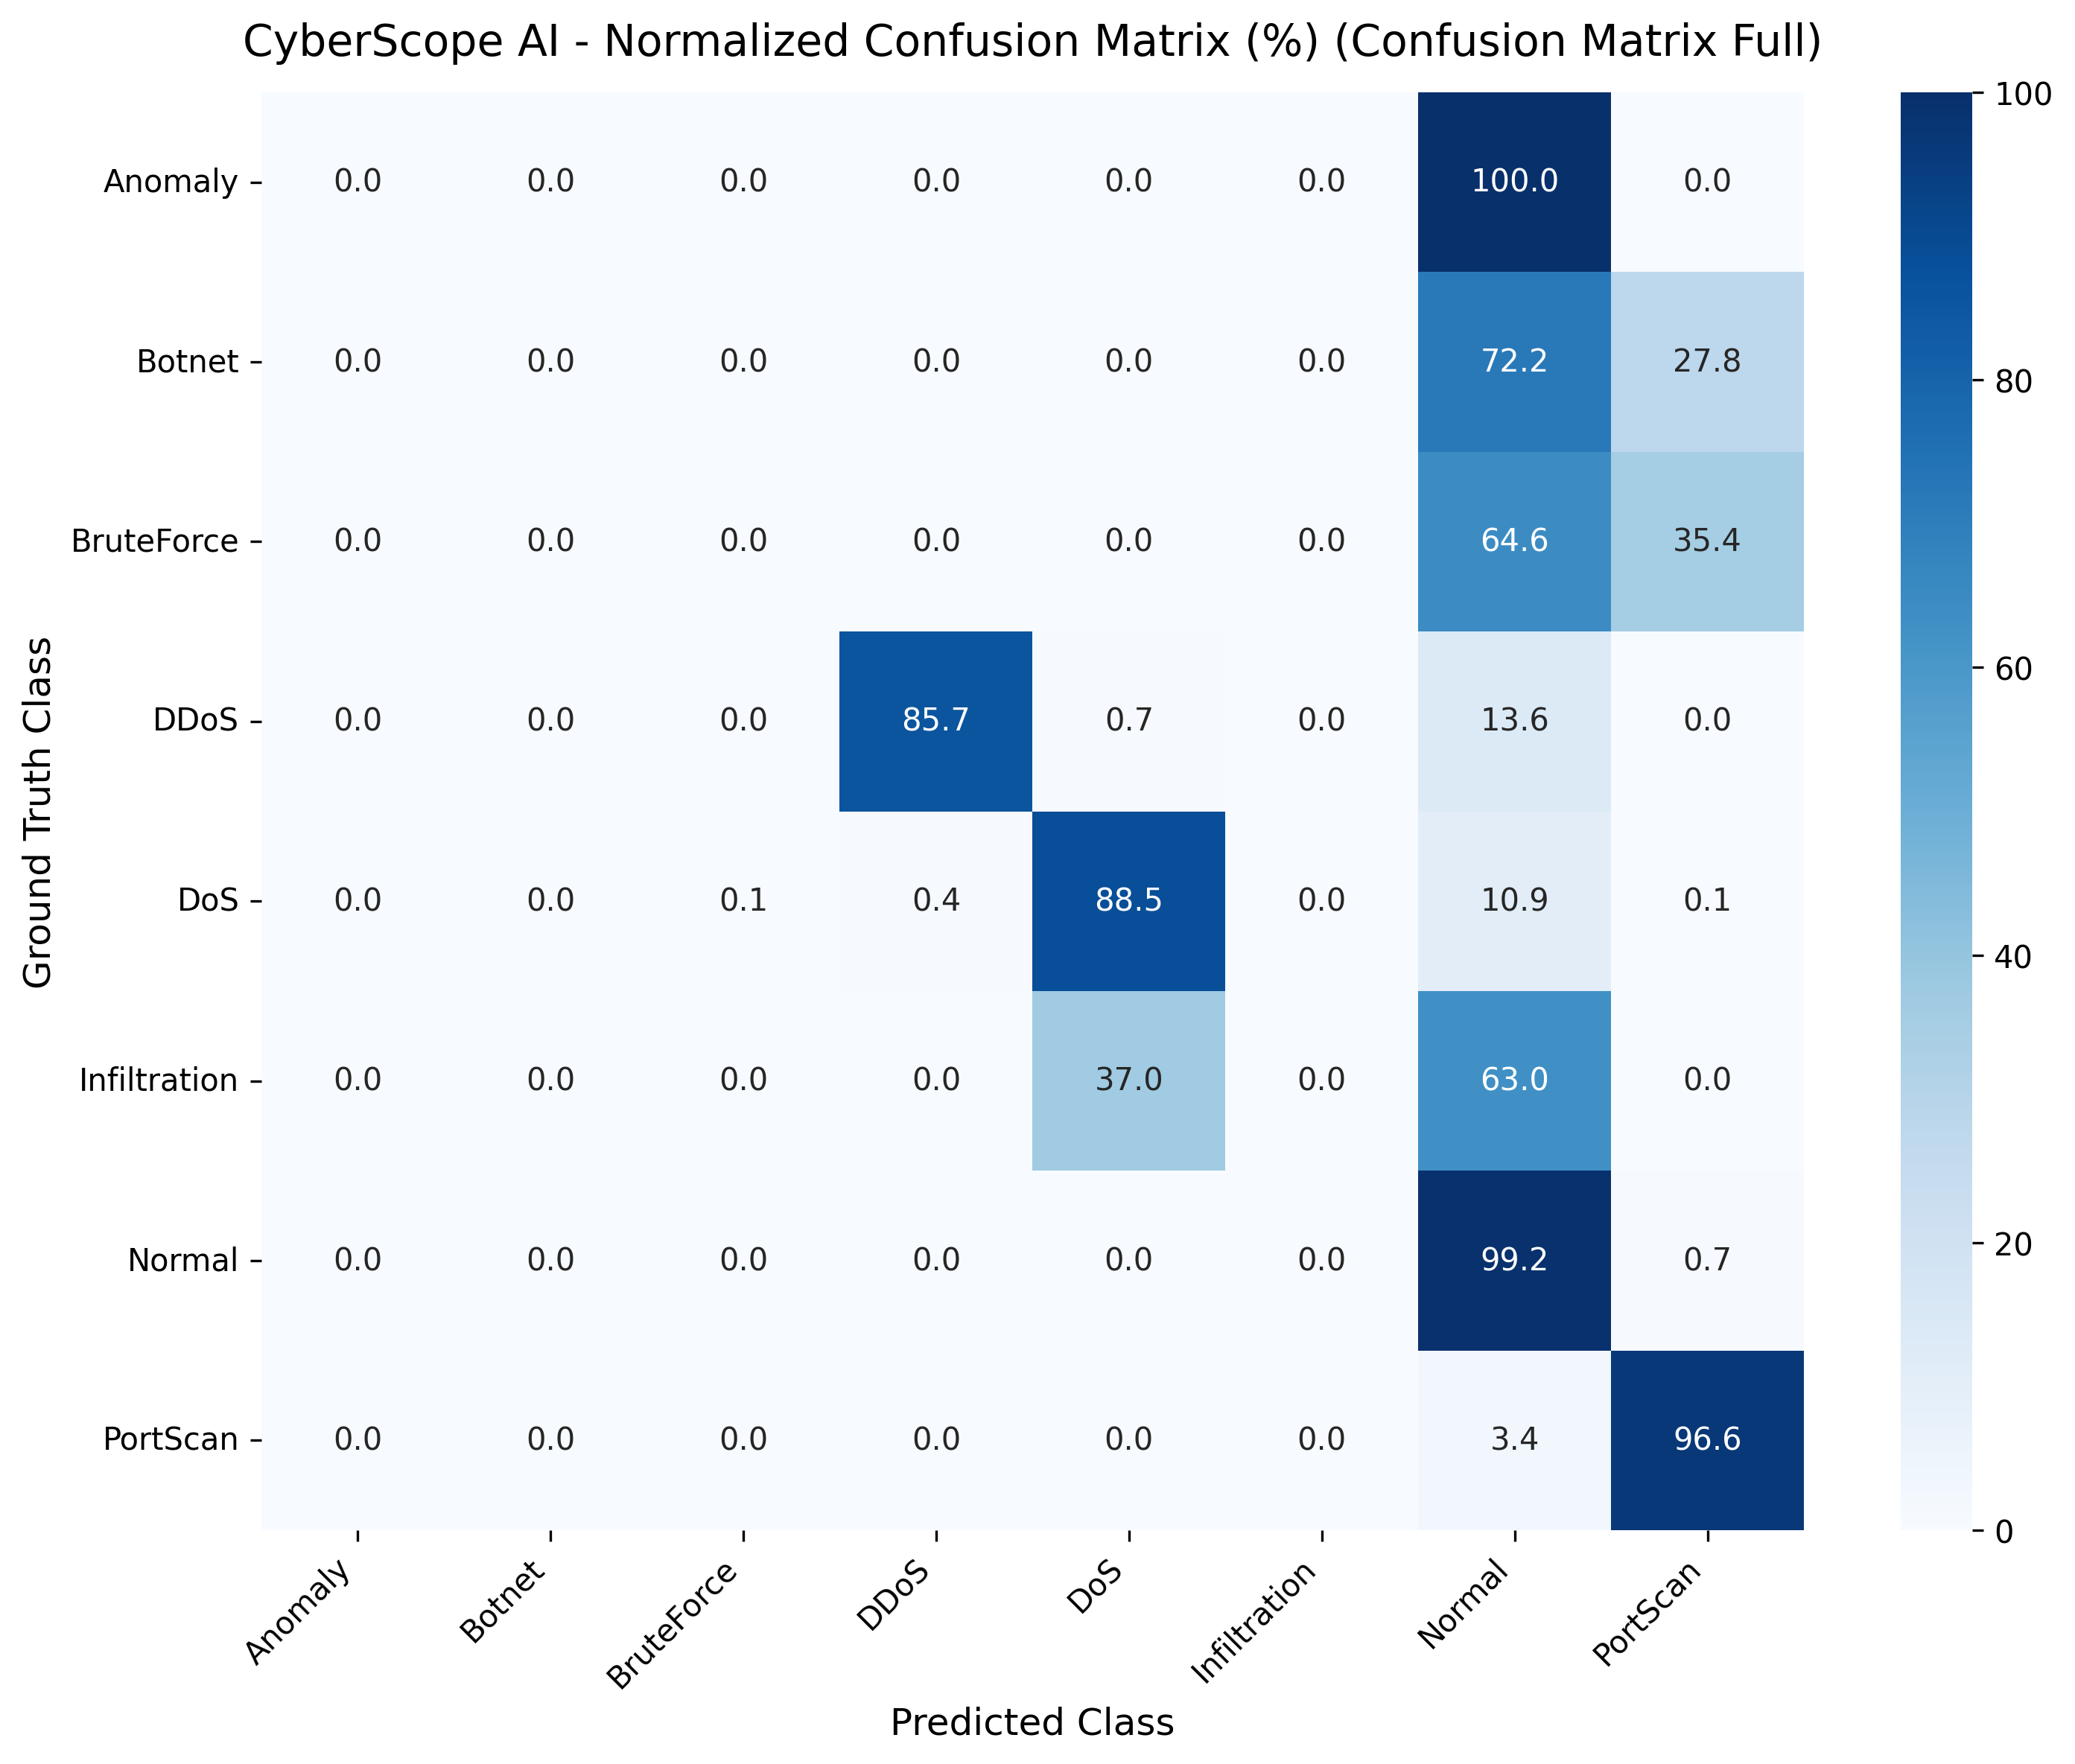 CyberScope AI - Normalized Confusion Matrix (%) (Confusion Matrix Full)
Ground Truth Class
Anomaly 0.0 0.0 0.0 0.0 0.0 0.0 100.0 0.0
Botnet 0.0 0.0 0.0 0.0 0.0 0.0 72.2 27.8
BruteForce 0.0 0.0 0.0 0.0 0.0 0.0 64.6 35.4
DDoS 0.0 0.0 0.0 85.7 0.7 0.0 13.6 0.0
DoS 0.0 0.0 0.1 0.4 88.5 0.0 10.9 0.1
Infiltration 0.0 0.0 0.0 0.0 37.0 0.0 63.0 0.0
Normal 0.0 0.0 0.0 0.0 0.0 0.0 99.2 0.7
PortScan 0.0 0.0 0.0 0.0 0.0 0.0 3.4 96.6
Anomaly Botnet BruteForce DDoS DoS Infiltration Normal PortScan
Predicted Class
100
80
60
40
20
0